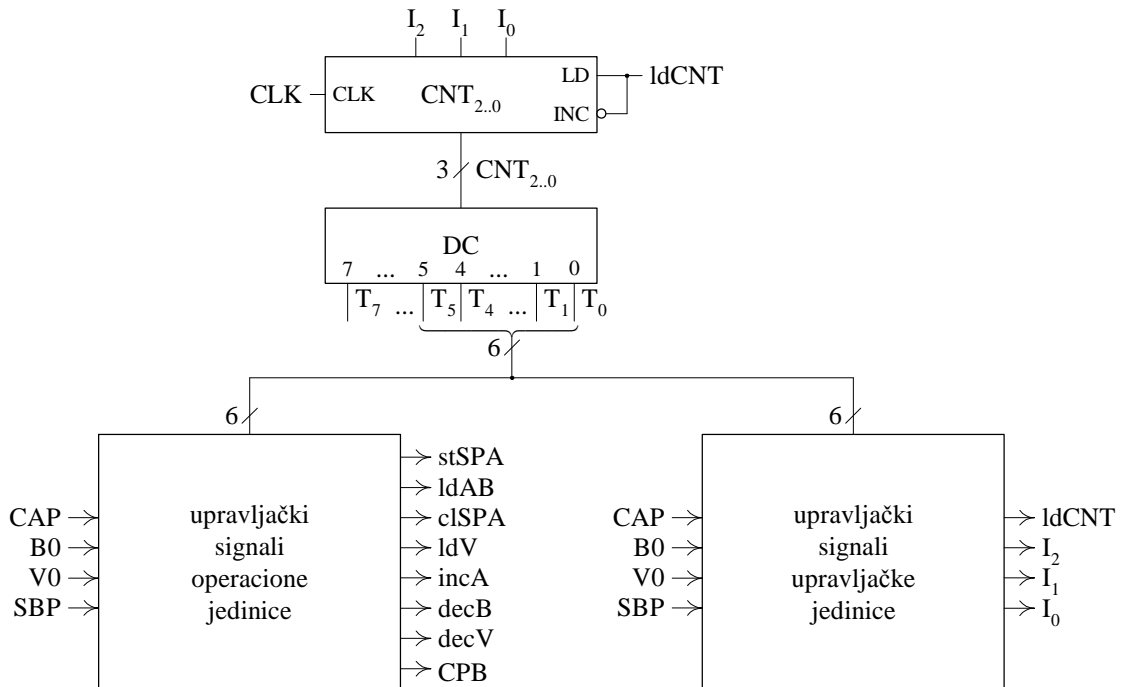 I₂ I₁ I₀
CLK CLK CNT₂..₀ LD ldCNT
INC
3 CNT₂..₀
DC
7 ... 5 4 ... 1 0
T₇ ... T₅ T₄ ... T₁ T₀
6
6 6
stSPA
ldAB
CAP upravljački clSPA
B0 signali ldV
V0 operacione incA
SBP jedinice decB
decV
CPB
CAP upravljački ldCNT
B0 signali I₂
V0 upravljačke I₁
SBP jedinice I₀